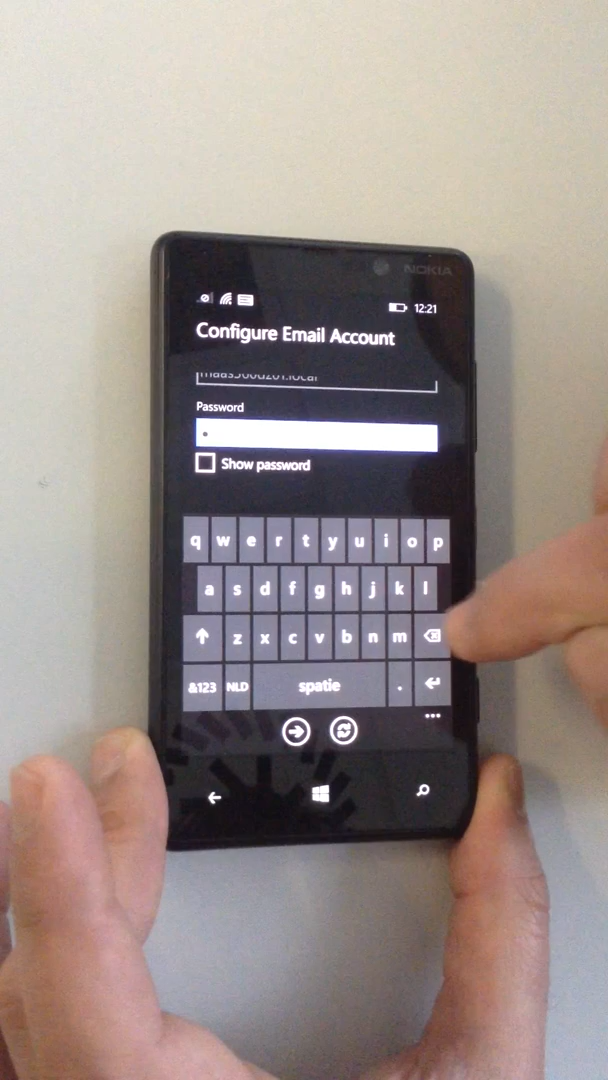 NOKIA
12:21
Configure Email Account
Password
Show password
q w e r t y u i o p
a s d f g h j k l
z x c v b n m
&123 NLD spatie .